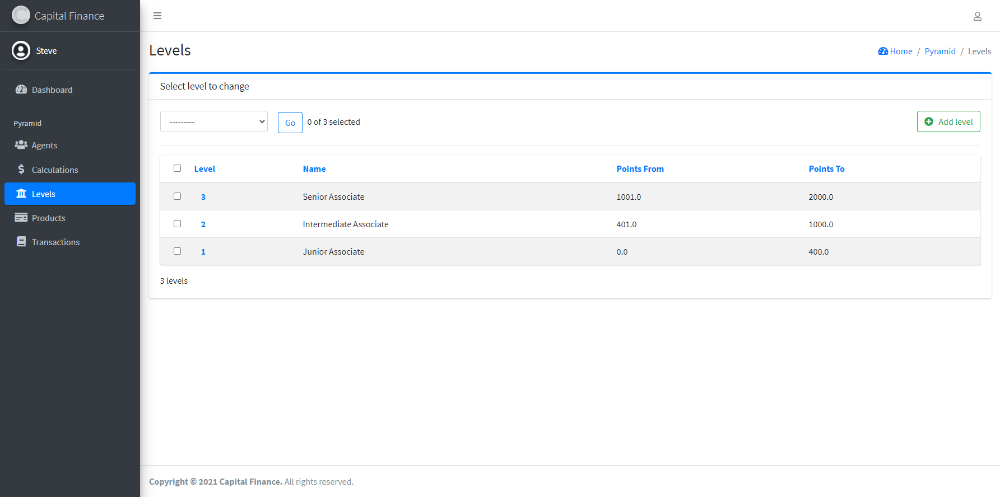 Capital Finance
Steve
Dashboard
Pyramid
Agents
Calculations
Levels
Products
Transactions
Levels
Home / Pyramid / Levels
Select level to change
--------- Go 0 of 3 selected Add level
Level Name Points From Points To
3 Senior Associate 1001.0 2000.0
2 Intermediate Associate 401.0 1000.0
1 Junior Associate 0.0 400.0
3 levels
Copyright © 2021 Capital Finance. All rights reserved.